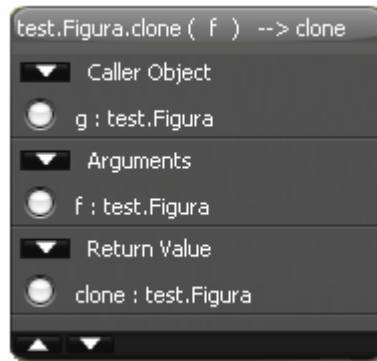 test.Figura.clone ( f ) --> clone
Caller Object
g : test.Figura
Arguments
f : test.Figura
Return Value
clone : test.Figura